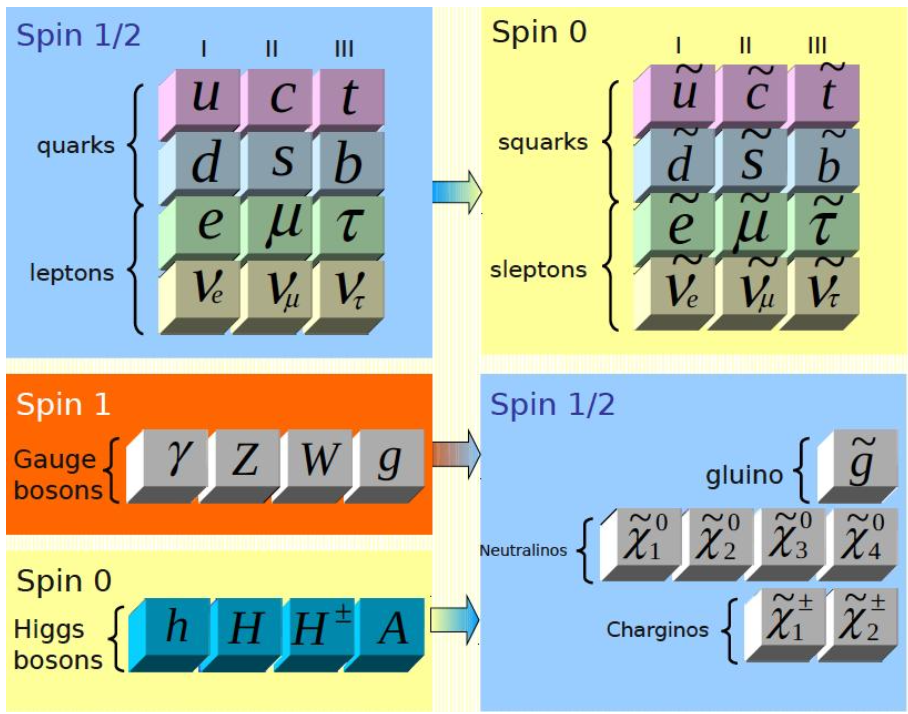 Spin 1/2
I II III
quarks
u c t
d s b
leptons
e μ τ
νe νμ ντ
Spin 0
I II III
squarks
ũ c̃ t̃
d̃ s̃ b̃
sleptons
ẽ μ̃ τ̃
ν̃e ν̃μ ν̃τ
Spin 1
Gauge
bosons
γ Z W g
Spin 0
Higgs
bosons
h H H± A
Spin 1/2
gluino
g̃
Neutralinos
χ̃⁰₁ χ̃⁰₂ χ̃⁰₃ χ̃⁰₄
Charginos
χ̃±₁ χ̃±₂